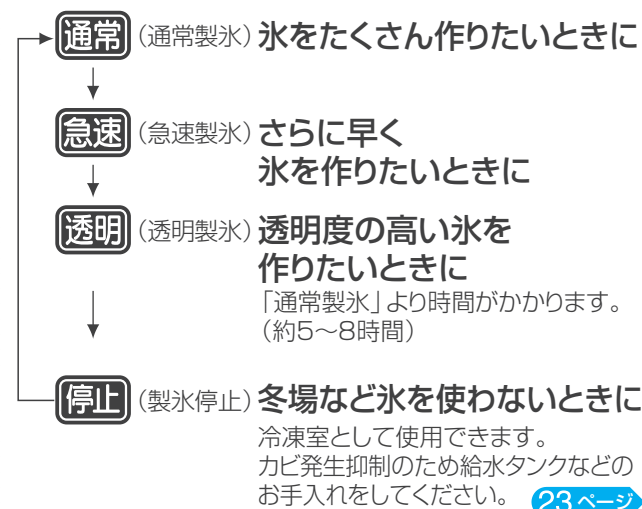 通常（通常製氷）氷をたくさん作りたいときに
急速（急速製氷）さらに早く
氷を作りたいときに
透明（透明製氷）透明度の高い氷を
作りたいときに
「通常製氷」より時間がかかります。
（約5～8時間）
停止（製氷停止）冬場など氷を使わないときに
冷凍室として使用できます。
カビ発生抑制のため給水タンクなどの
お手入れをしてください。 23ページ